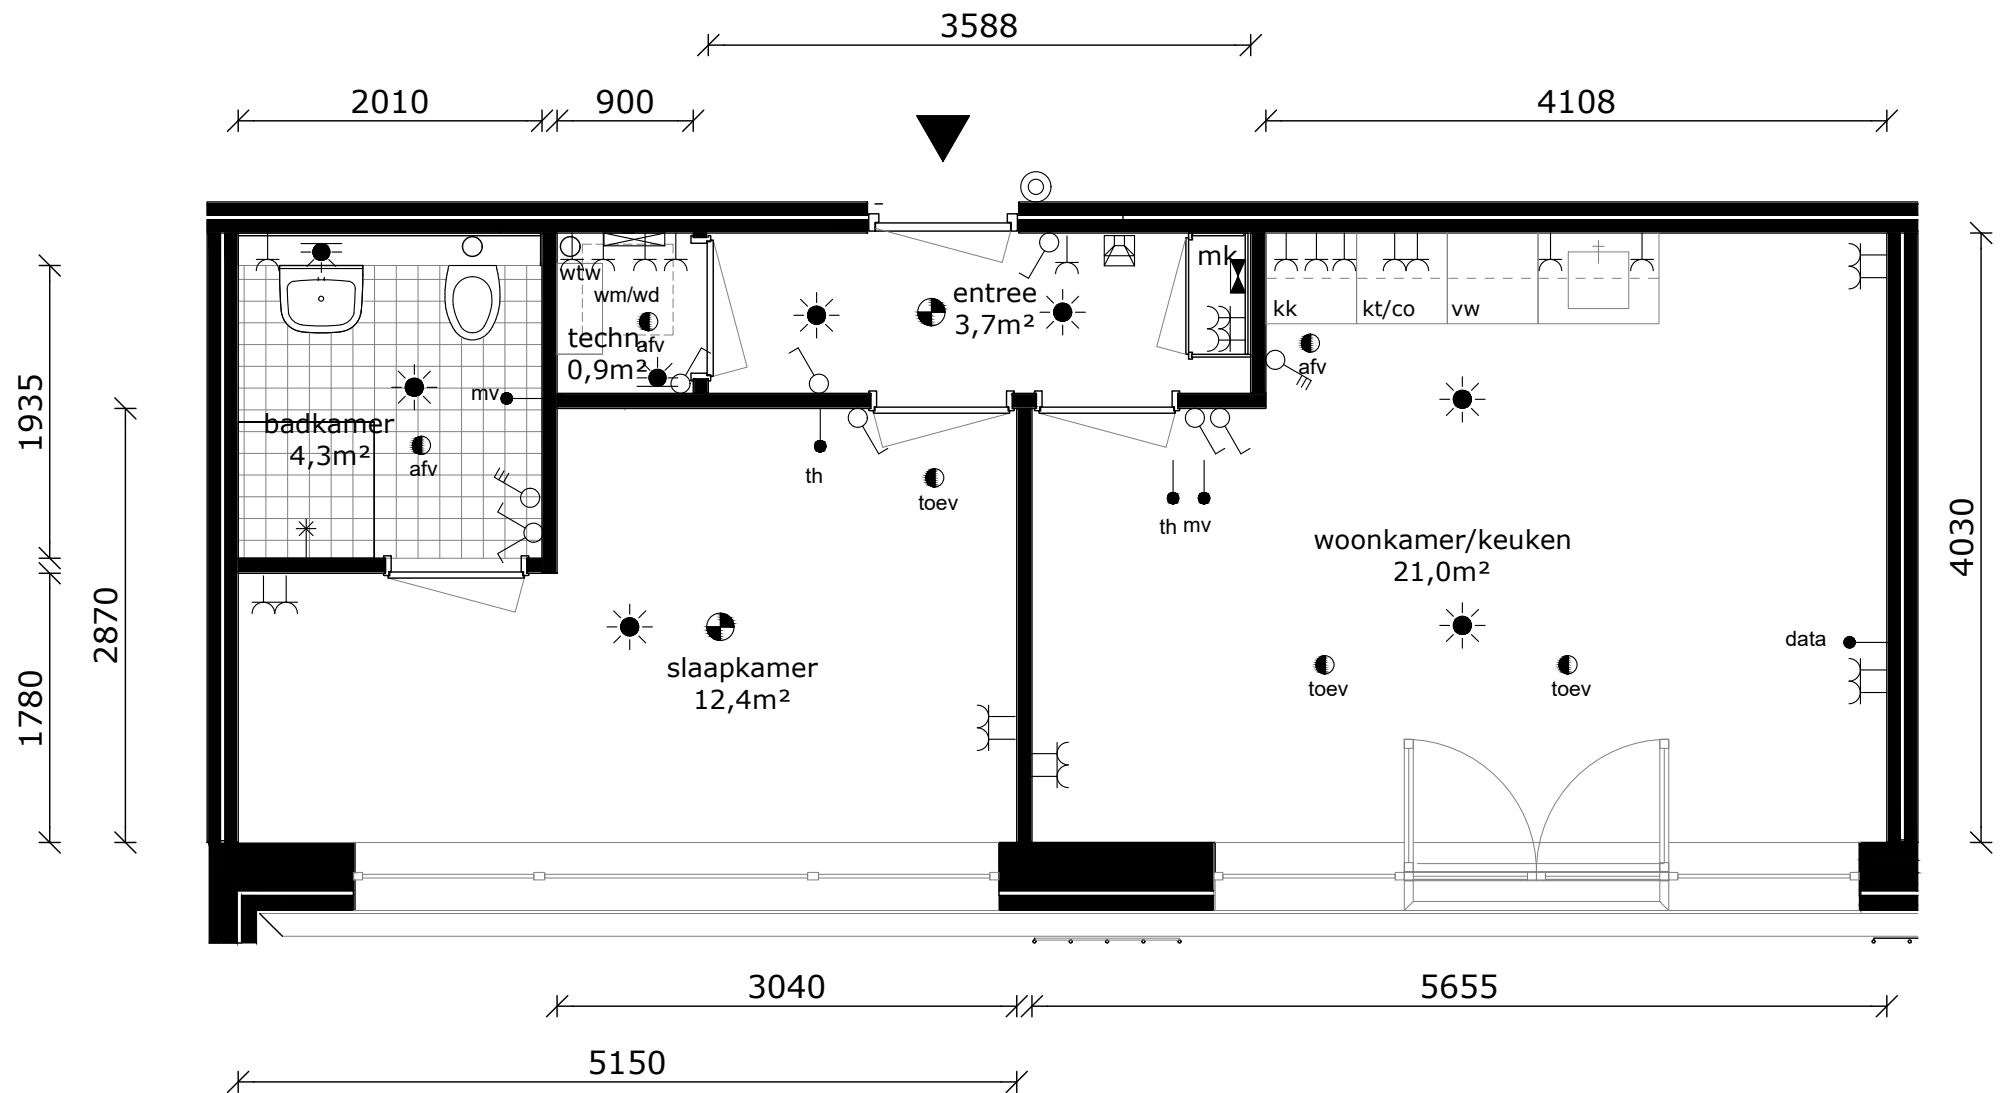 3588
2010
900
4108
wtw
wm/wd
techn.
0,9m²
afv
entree
3,7m²
mk
kk
kt/co
vw
afv
1935
mv
badkamer
4,3m²
afv
th
toev
th
mv
woonkamer/keuken
21,0m²
4030
2870
1780
slaapkamer
12,4m²
data
toev
toev
3040
5655
5150